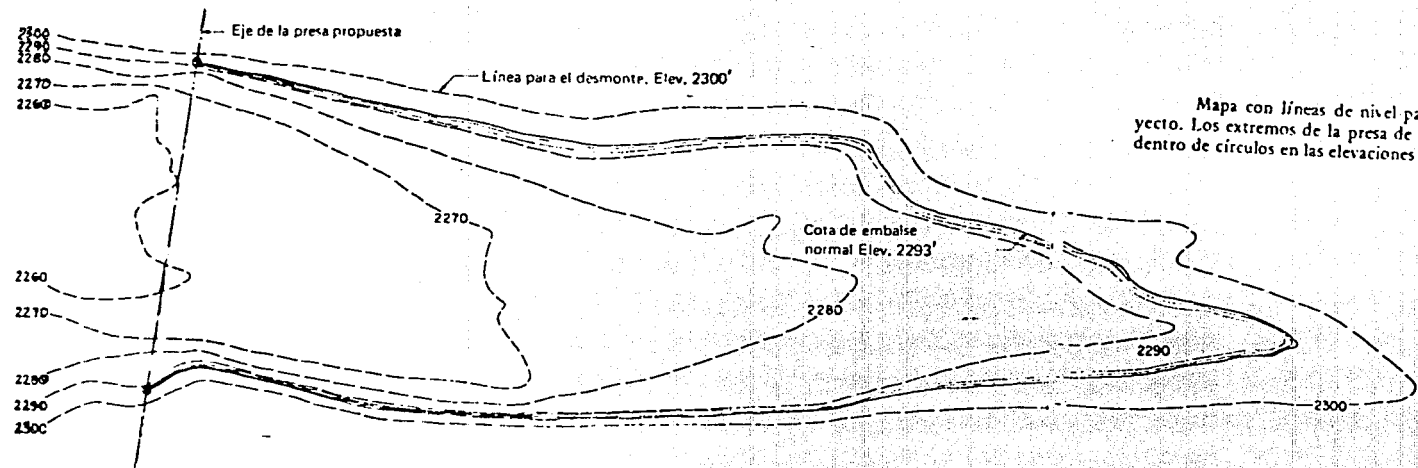 Eje de la presa propuesta
2300
2290
2280
2270
2260
Línea para el desmonte. Elev. 2300'
Mapa con líneas de nivel pa
yecto. Los extremos de la presa de
dentro de círculos en las elevaciones
2270
Cota de embalse
normal Elev. 2293'
2260
2270
2280
2290
2289
2290
2300
2300